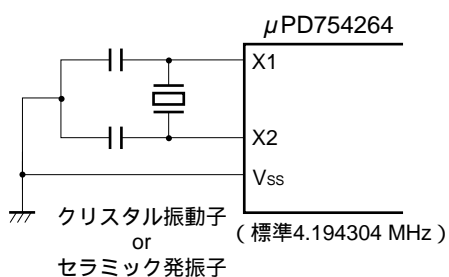 μPD754264
X1
X2
Vss
クリスタル振動子
or
セラミック発振子
(標準4.194304 MHz)